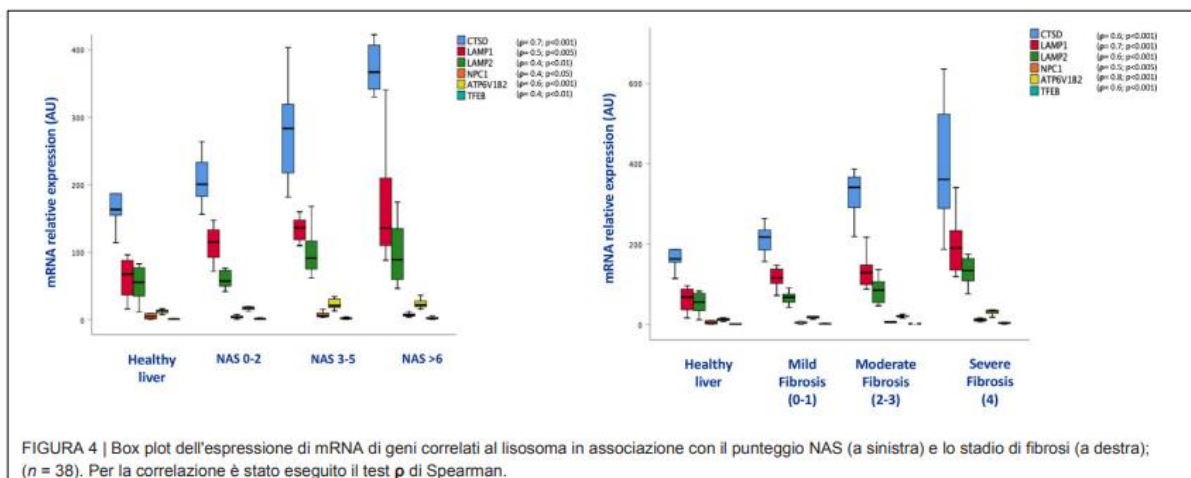 mRNA relative expression (AU)
400
300
200
100
0
CTSD (ρ= 0.7; p<0.001)
LAMP1 (ρ= 0.5; p<0.005)
LAMP2 (ρ= 0.4; p<0.01)
NPC1 (ρ= 0.4; p<0.05)
ATP6V1B2 (ρ= 0.6; p<0.001)
TFEB (ρ= 0.4; p<0.01)
Healthy liver
NAS 0-2
NAS 3-5
NAS >6
mRNA relative expression (AU)
600
400
200
0
CTSD (ρ= 0.6; p<0.001)
LAMP1 (ρ= 0.7; p<0.001)
LAMP2 (ρ= 0.6; p<0.001)
NPC1 (ρ= 0.5; p<0.005)
ATP6V1B2 (ρ= 0.8; p<0.001)
TFEB (ρ= 0.6; p<0.001)
Healthy liver
Mild Fibrosis (0-1)
Moderate Fibrosis (2-3)
Severe Fibrosis (4)
FIGURA 4 | Box plot dell'espressione di mRNA di geni correlati al lisosoma in associazione con il punteggio NAS (a sinistra) e lo stadio di fibrosi (a destra);
(n = 38). Per la correlazione è stato eseguito il test ρ di Spearman.